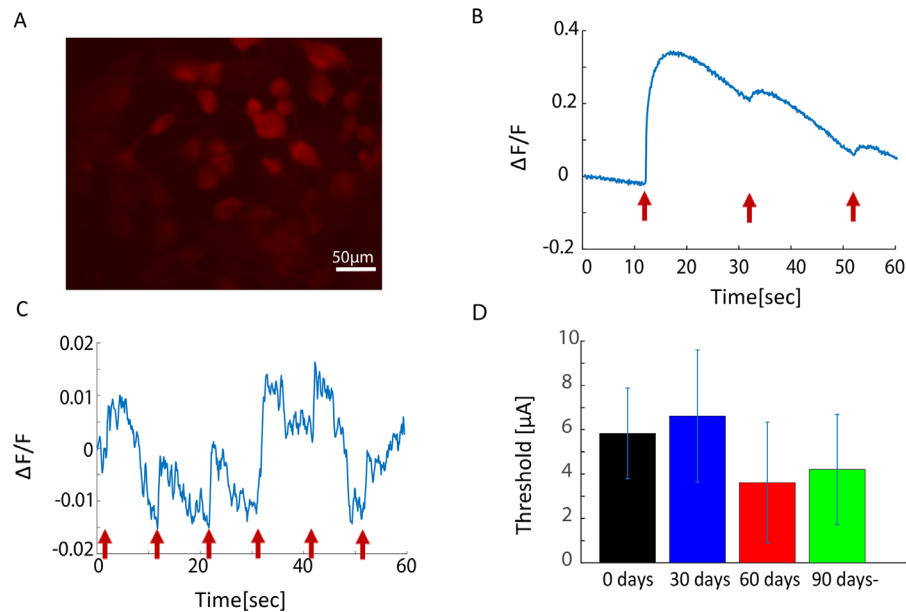 A
50μm
B
0.4
0.2
0
-0.2
ΔF/F
0 10 20 30 40 50 60
Time[sec]
C
0.02
0.01
0
-0.01
-0.02
ΔF/F
0 20 40 60
Time[sec]
D
10
8
6
4
2
0
Threshold [μA]
0 days 30 days 60 days 90 days-